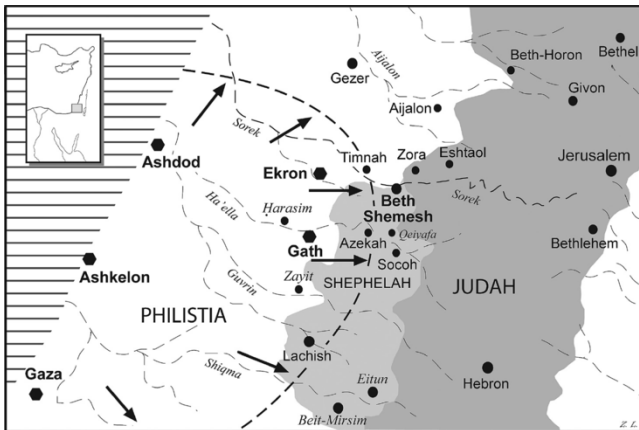 Bethel
Beth-Horon
Aijalon
Gezer
Givon
Aijalon
Sorek
Ashdod
Timnah
Zora
Eshtaol
Jerusalem
Ekron
Sorek
Beth
Shemesh
Ha'ella
Harasim
Qeiyafa
Gath
Azekah
Bethlehem
Socoh
Ashkelon
Guvrin
Zayit
SHEPHELAH
JUDAH
PHILISTIA
Lachish
Shiqma
Hebron
Gaza
Eitun
Beit-Mirsim
Z L